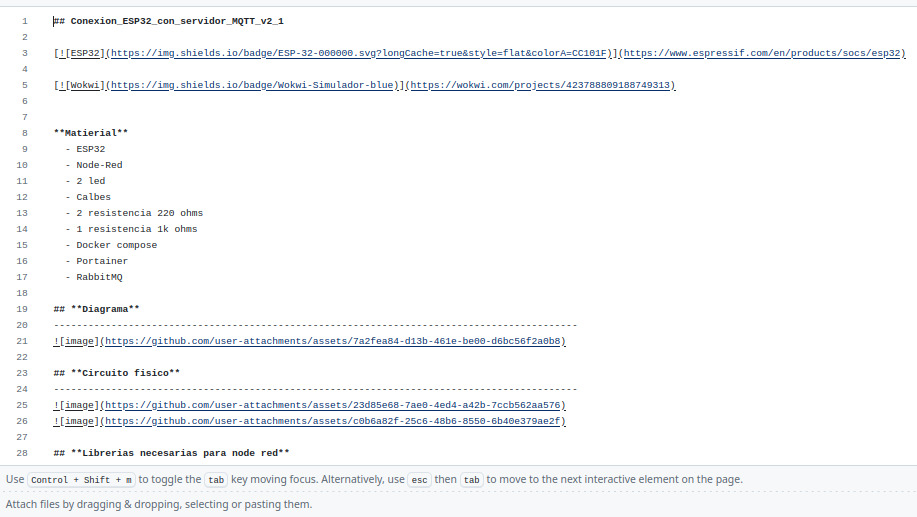 1 ## Conexion_ESP32_con_servidor_MQTT_v2_1
2
3 [![ESP32](https://img.shields.io/badge/ESP-32-000000.svg?longCache=true&style=flat&colorA=CC101F)](https://www.espressif.com/en/products/socs/esp32)
4
5 [![Wokwi](https://img.shields.io/badge/Wokwi-Simulador-blue)](https://wokwi.com/projects/423788809188749313)
6
7
8 **Matierial**
9 - ESP32
10 - Node-Red
11 - 2 led
12 - Calbes
13 - 2 resistencia 220 ohms
14 - 1 resistencia 1k ohms
15 - Docker compose
16 - Portainer
17 - RabbitMQ
18
19 ## **Diagrama**
20 -------------------------------------------------------------------------------------------
21 ![image](https://github.com/user-attachments/assets/7a2fea84-d13b-461e-be00-d6bc56f2a0b8)
22
23 ## **Circuito fisico**
24 -------------------------------------------------------------------------------------------
25 ![image](https://github.com/user-attachments/assets/23d85e68-7ae0-4ed4-a42b-7ccb562aa576)
26 ![image](https://github.com/user-attachments/assets/c0b6a82f-25c6-48b6-8550-6b40e379ae2f)
27
28 ## **Librerias necesarias para node red**
Use Control + Shift + m to toggle the tab key moving focus. Alternatively, use esc then tab to move to the next interactive element on the page.
Attach files by dragging & dropping, selecting or pasting them.